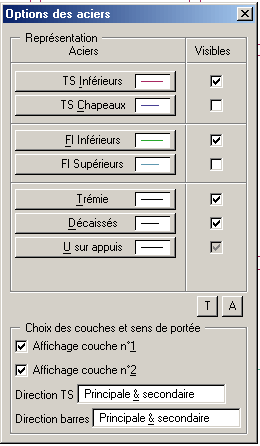 Options des aciers
Représentation
Aciers Visibles
TS Inférieurs
TS Chapeaux
FI Inférieurs
FI Supérieurs
Trémie
Décaissés
U sur appuis
T A
Choix des couches et sens de portée
Affichage couche n°1
Affichage couche n°2
Direction TS Principale & secondaire
Direction barres Principale & secondaire